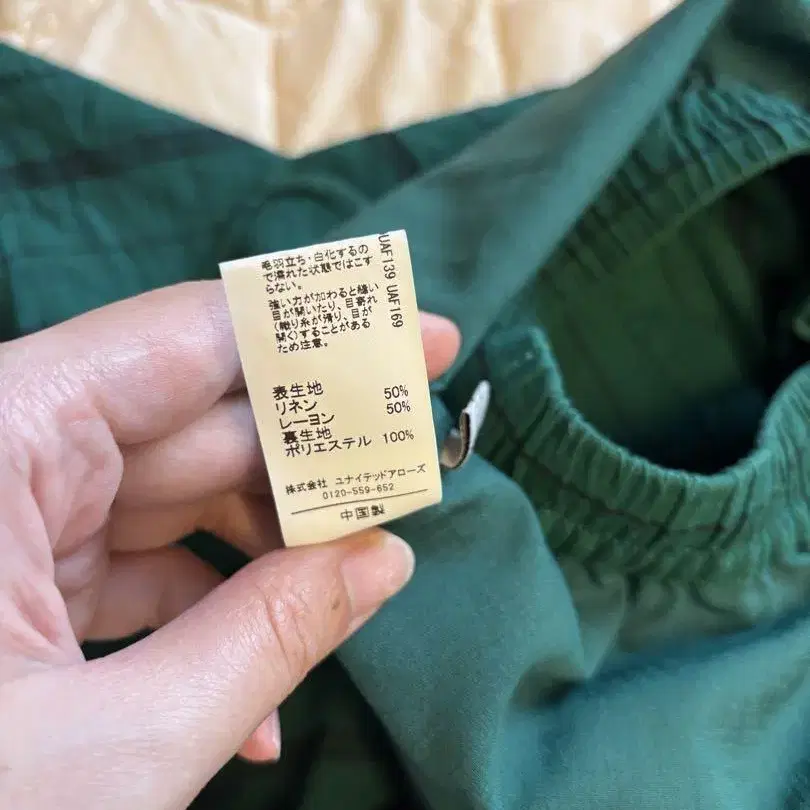 毛羽立ち・白化するの
で濡れた状態ではこす
らない。
強い力が加わると縫い
目が開いたり、目寄れ
(織り糸が滑り、目が
開く)することがある
ため注意。
UAF139 UAF169
表生地
リネン 50%
レーヨン 50%
裏生地
ポリエステル 100%
株式会社 ユナイテッドアローズ
0120-559-652
中国製